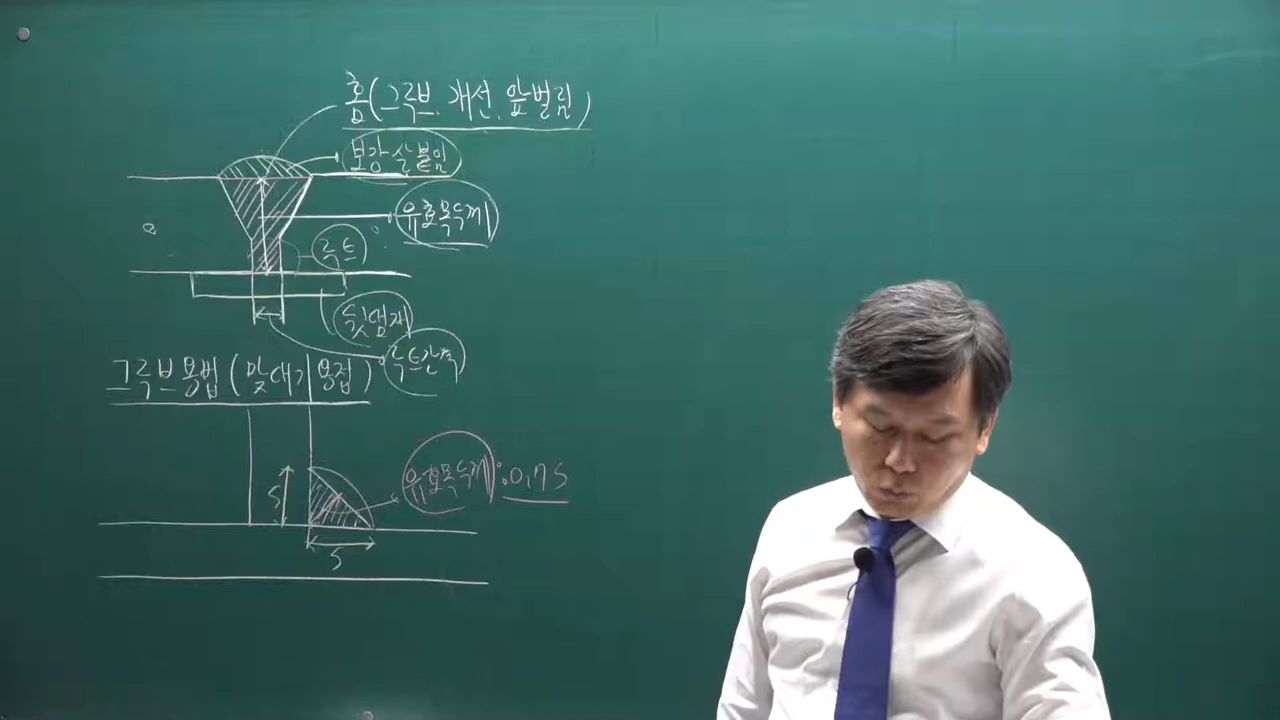 홈(그루브, 개선, 앞벌림)
보강살붙임
유효목두께
루트
뒷댐재
루트간격
그루브용법(맞대기용접)
유효목두께:0.7S
S
S